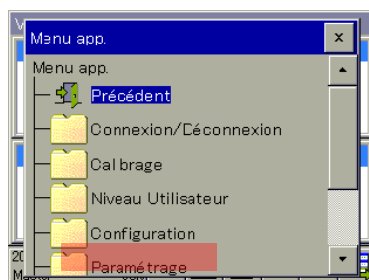 Menu app.
Menu app.
Précédent
Connexion/Déconnexion
Calibrage
Niveau Utilisateur
Configuration
Paramétrage